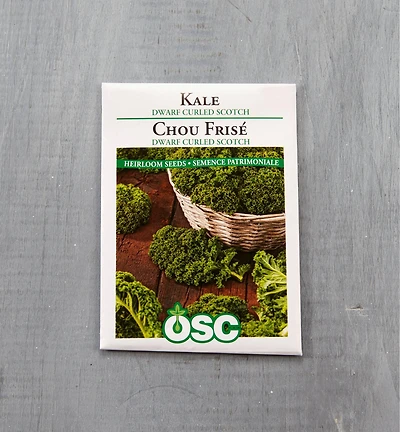 KALE
DWARF CURLED SCOTCH
CHOU FRISÉ
DWARF CURLED SCOTCH
HEIRLOOM SEEDS • SEMENCE PATRIMONIALE
OSC